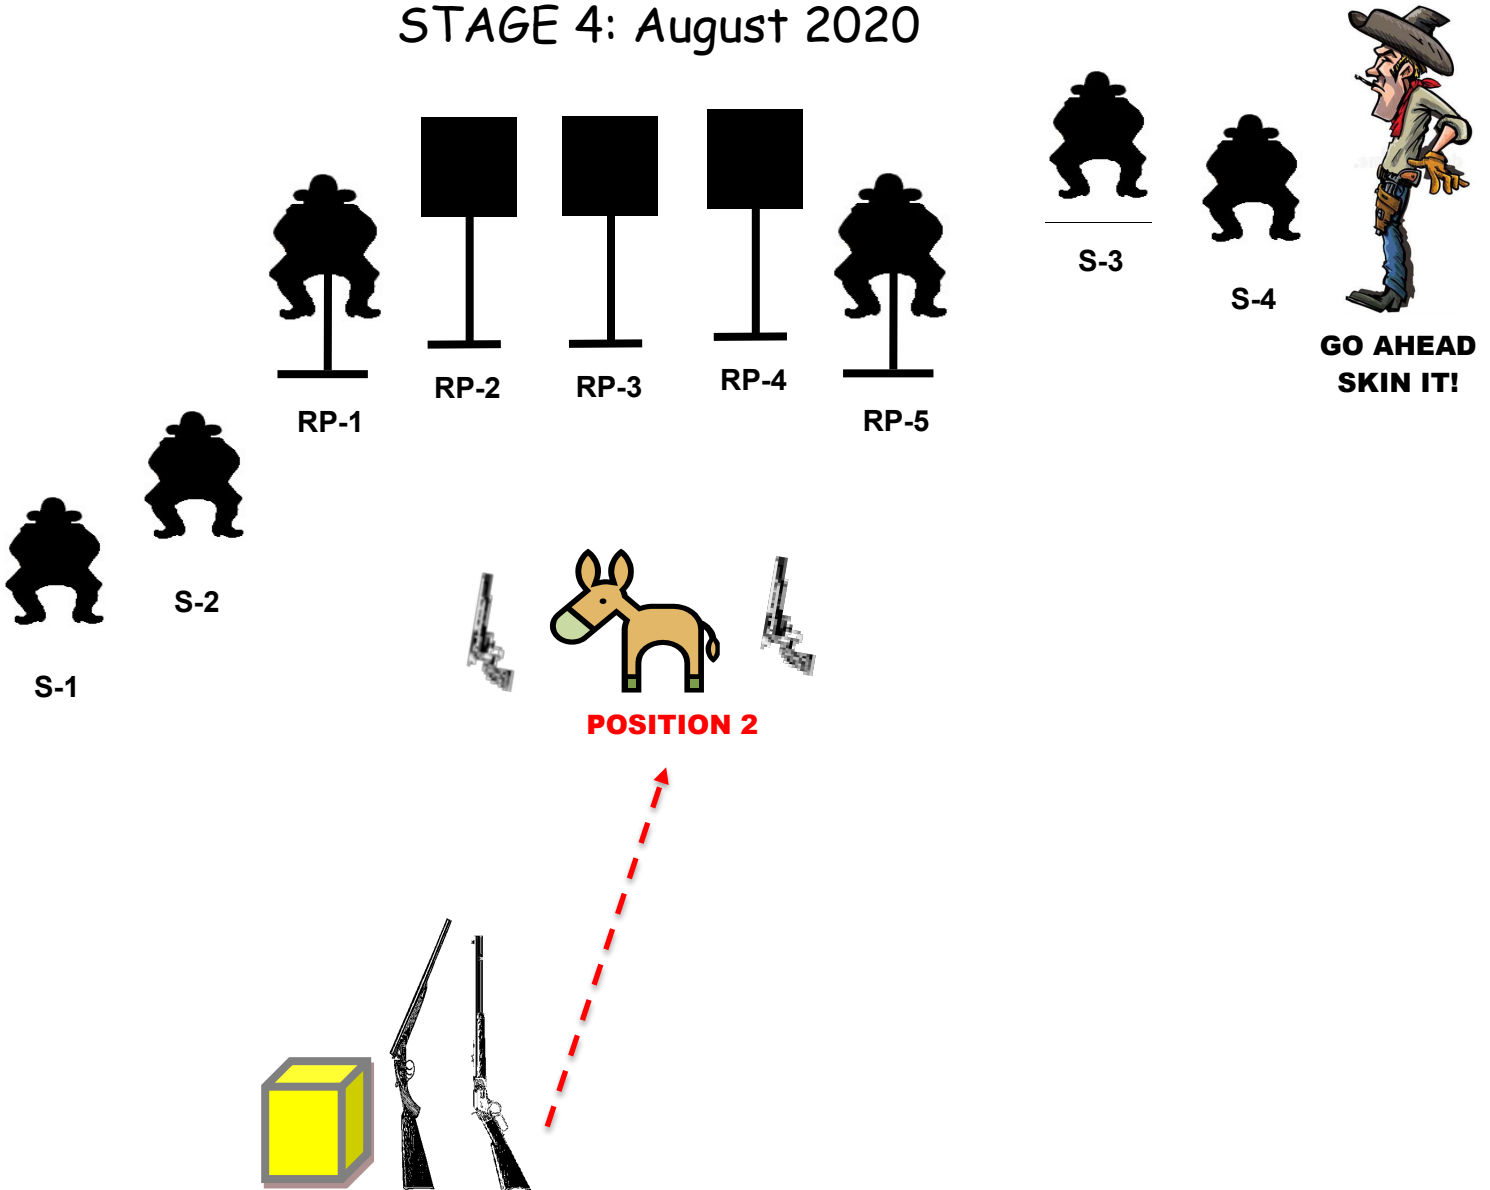 STAGE 4: August 2020
S-3
S-4
GO AHEAD
SKIN IT!
RP-1
RP-2
RP-3
RP-4
RP-5
S-2
S-1
POSITION 2